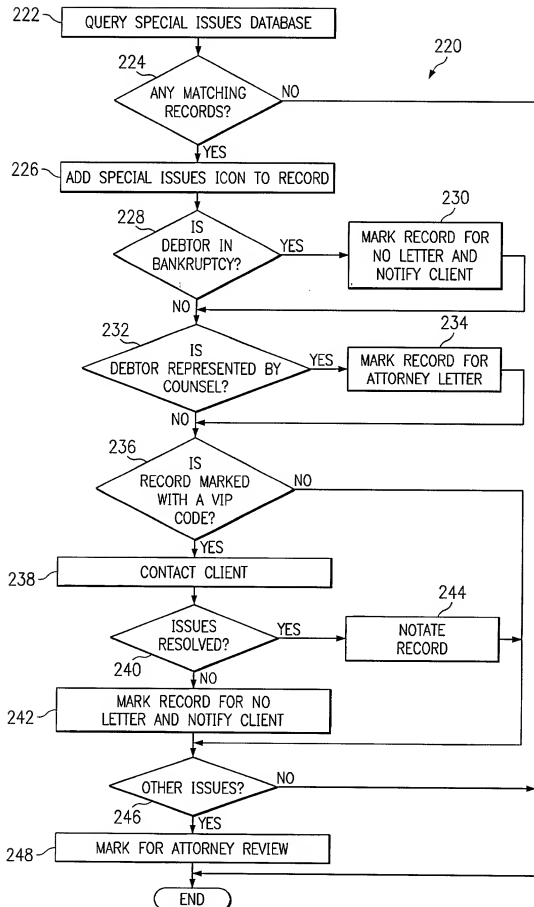 222
QUERY SPECIAL ISSUES DATABASE
220
224
ANY MATCHING
RECORDS?
NO
YES
226
ADD SPECIAL ISSUES ICON TO RECORD
228
IS
DEBTOR IN
BANKRUPTCY?
YES
230
MARK RECORD FOR
NO LETTER AND
NOTIFY CLIENT
NO
232
IS
DEBTOR REPRESENTED BY
COUNSEL?
YES
234
MARK RECORD FOR
ATTORNEY LETTER
NO
236
IS
RECORD MARKED
WITH A VIP
CODE?
NO
YES
238
CONTACT CLIENT
ISSUES
RESOLVED?
240
YES
244
NOTATE
RECORD
NO
242
MARK RECORD FOR NO
LETTER AND NOTIFY CLIENT
OTHER ISSUES?
NO
246
YES
248
MARK FOR ATTORNEY REVIEW
END